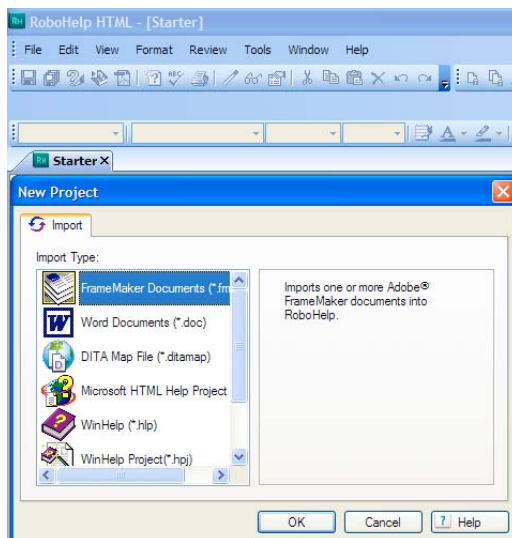 RoboHelp HTML - [Starter]
File Edit View Format Review Tools Window Help
Starter
New Project
Import
Import Type:
FrameMaker Documents (*.fm
Word Documents (*.doc)
DITA Map File (*.ditamap)
Microsoft HTML Help Project
WinHelp (*.hlp)
WinHelp Project(*.hpj)
Imports one or more Adobe®
FrameMaker documents into
RoboHelp.
OK Cancel Help